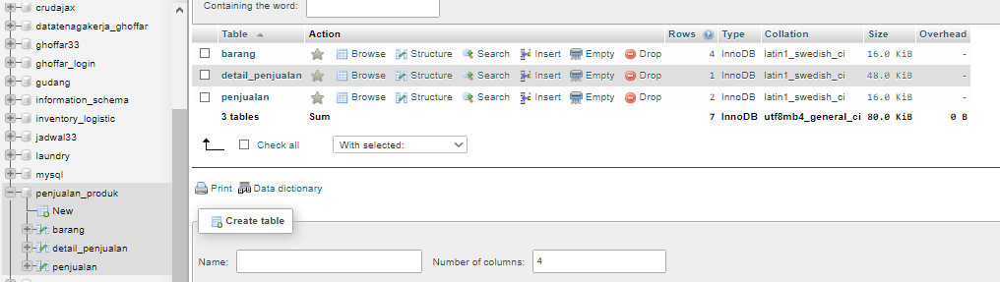 crudajax
datatenagakerja_ghoffar
ghoffar33
ghoffar_login
gudang
information_schema
inventory_logistic
jadwal33
laundry
mysql
penjualan_produk
New
barang
detail_penjualan
penjualan
Containing the word:
Table Action Rows Type Collation Size Overhead
barang Browse Structure Search Insert Empty Drop 4 InnoDB latin1_swedish_ci 16.0 KiB -
detail_penjualan Browse Structure Search Insert Empty Drop 1 InnoDB latin1_swedish_ci 48.0 KiB -
penjualan Browse Structure Search Insert Empty Drop 2 InnoDB latin1_swedish_ci 16.0 KiB -
3 tables Sum 7 InnoDB utf8mb4_general_ci 80.0 KiB 0 B
Check all With selected:
Print Data dictionary
Create table
Name: Number of columns: 4